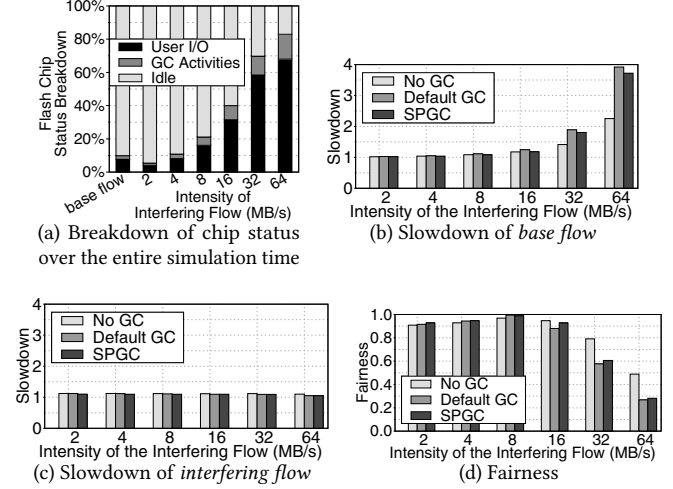 100%
80%
60%
40%
20%
0%
Flash Chip
Status Breakdown
User I/O
GC Activities
Idle
base flow 2 4 8 16 32 64
Intensity of
Interfering Flow (MB/s)
(a) Breakdown of chip status
over the entire simulation time
4
3
2
1
0
Slowdown
No GC
Default GC
SPGC
2 4 8 16 32 64
Intensity of the Interfering Flow (MB/s)
(b) Slowdown of base flow
4
3
2
1
0
Slowdown
No GC
Default GC
SPGC
2 4 8 16 32 64
Intensity of the Interfering Flow (MB/s)
(c) Slowdown of interfering flow
1.0
0.8
0.6
0.4
0.2
0.0
Fairness
No GC
Default GC
SPGC
2 4 8 16 32 64
Intensity of the Interfering Flow (MB/s)
(d) Fairness